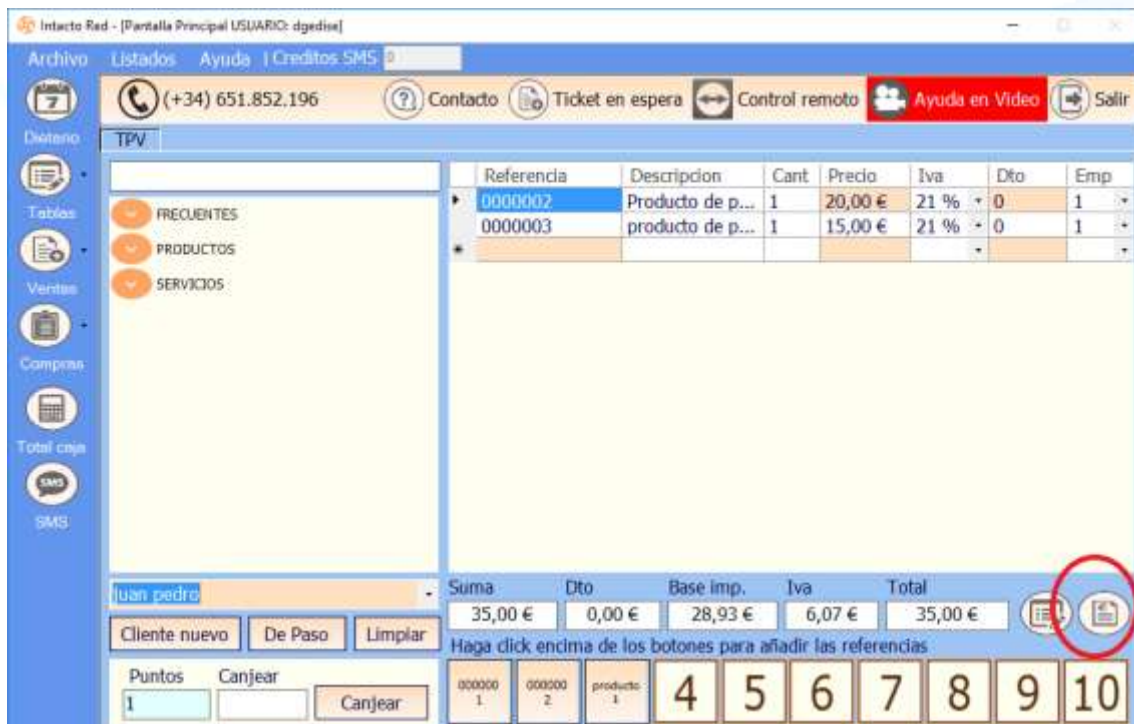 Intacto Red - [Pantalla Principal USUARIO: dgedise]
Archivo Listados Ayuda | Creditos SMS 0
(+34) 651.852.196 Contacto Ticket en espera Control remoto Ayuda en Video Salir
7
Dietario
TPV
Tablas
Ventas
Compras
Total caja
SMS
SMS
FRECUENTES
PRODUCTOS
SERVICIOS
Referencia Descripcion Cant Precio Iva Dto Emp
0000002 Producto de p... 1 20,00 € 21 % 0 1
0000003 producto de p... 1 15,00 € 21 % 0 1
juan pedro
Cliente nuevo De Paso Limpiar
Puntos Canjear
1 Canjear
Suma Dto Base imp. Iva Total
35,00 € 0,00 € 28,93 € 6,07 € 35,00 €
Haga click encima de los botones para añadir las referencias
000000
1
000000
2
producto
1
4 5 6 7 8 9 10